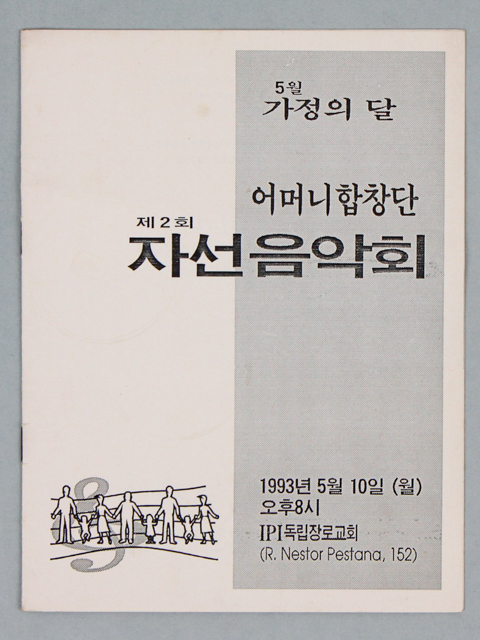 5월
가정의 달
어머니합창단
제2회
자선음악회
1993년 5월 10일 (월)
오후8시
IPI독립장로교회
(R. Nestor Pestana, 152)